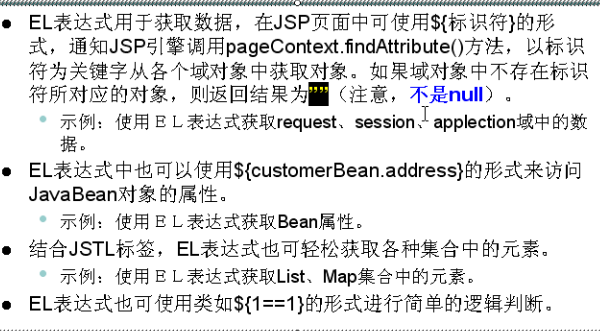 ● EL表达式用于获取数据，在JSP页面中可使用${标识符}的形
式，通知JSP引擎调用pageContext.findAttribute()方法，以标识
符为关键字从各个域对象中获取对象。如果域对象中不存在标识
符所对应的对象，则返回结果为””（注意，不是null）。
• 示例：使用ＥＬ表达式获取request、session、applection域中的数
据。
● EL表达式中也可以使用${customerBean.address}的形式来访问
JavaBean对象的属性。
• 示例：使用ＥＬ表达式获取Bean属性。
● 结合JSTL标签，EL表达式也可轻松获取各种集合中的元素。
• 示例：使用ＥＬ表达式获取List、Map集合中的元素。
● EL表达式也可使用类如${1==1}的形式进行简单的逻辑判断。